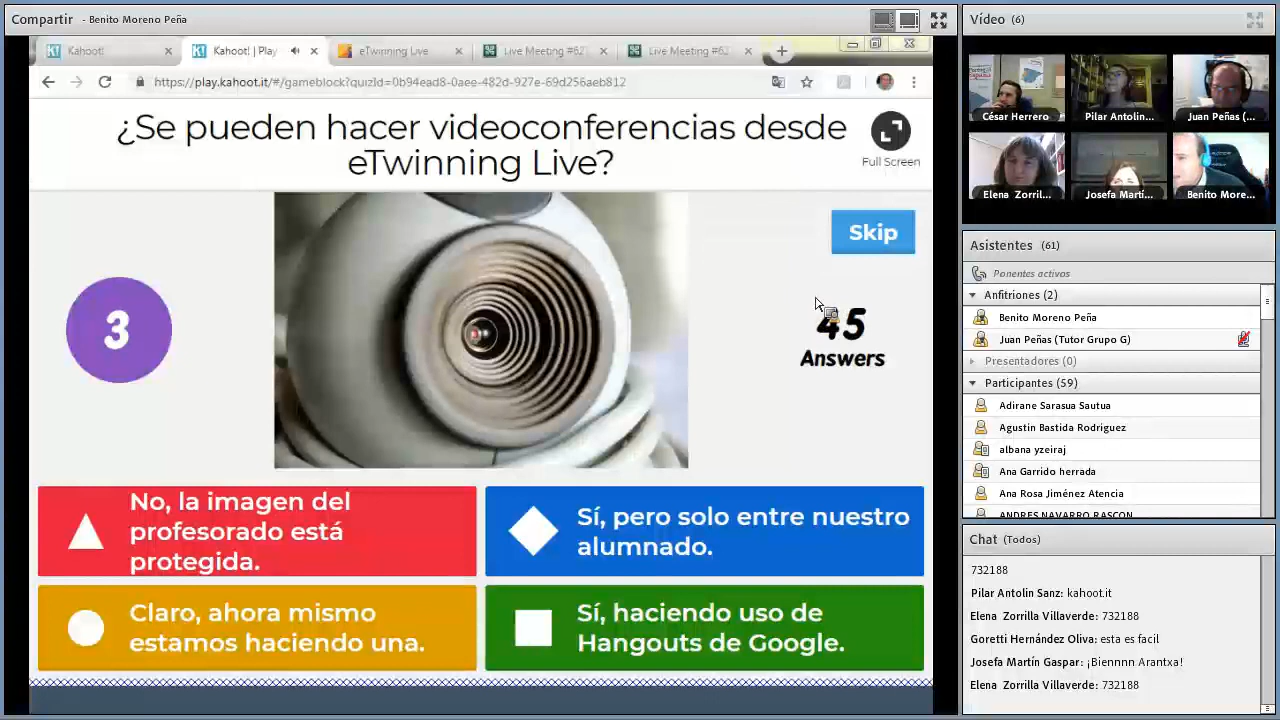 Compartir - Benito Moreno Peña
Kahoot!
Kahoot! | Play
eTwinning Live
Live Meeting #62
Live Meeting #62
https://play.kahoot.it/#/gameblock?quizId=0b94ead8-0aee-482d-927e-69d256aeb812
¿Se pueden hacer videoconferencias desde
eTwinning Live?
Full Screen
Skip
3
45
Answers
No, la imagen del
profesorado está
protegida.
Sí, pero solo entre nuestro
alumnado.
Claro, ahora mismo
estamos haciendo una.
Sí, haciendo uso de
Hangouts de Google.
Vídeo (6)
César Herrero
Pilar Antolin...
Juan Peñas (...
Elena Zorril...
Josefa Martí...
Benito More...
Asistentes (61)
Ponentes activos
Anfitriones (2)
Benito Moreno Peña
Juan Peñas (Tutor Grupo G)
Presentadores (0)
Participantes (59)
Adirane Sarasua Sautua
Agustin Bastida Rodriguez
albana yzeiraj
Ana Garrido herrada
Ana Rosa Jiménez Atencia
ANDRES NAVARRO RASCON
Chat (Todos)
732188
Pilar Antolin Sanz: kahoot.it
Elena Zorrilla Villaverde: 732188
Goretti Hernández Oliva: esta es facil
Josefa Martín Gaspar: ¡Biennnn Arantxa!
Elena Zorrilla Villaverde: 732188